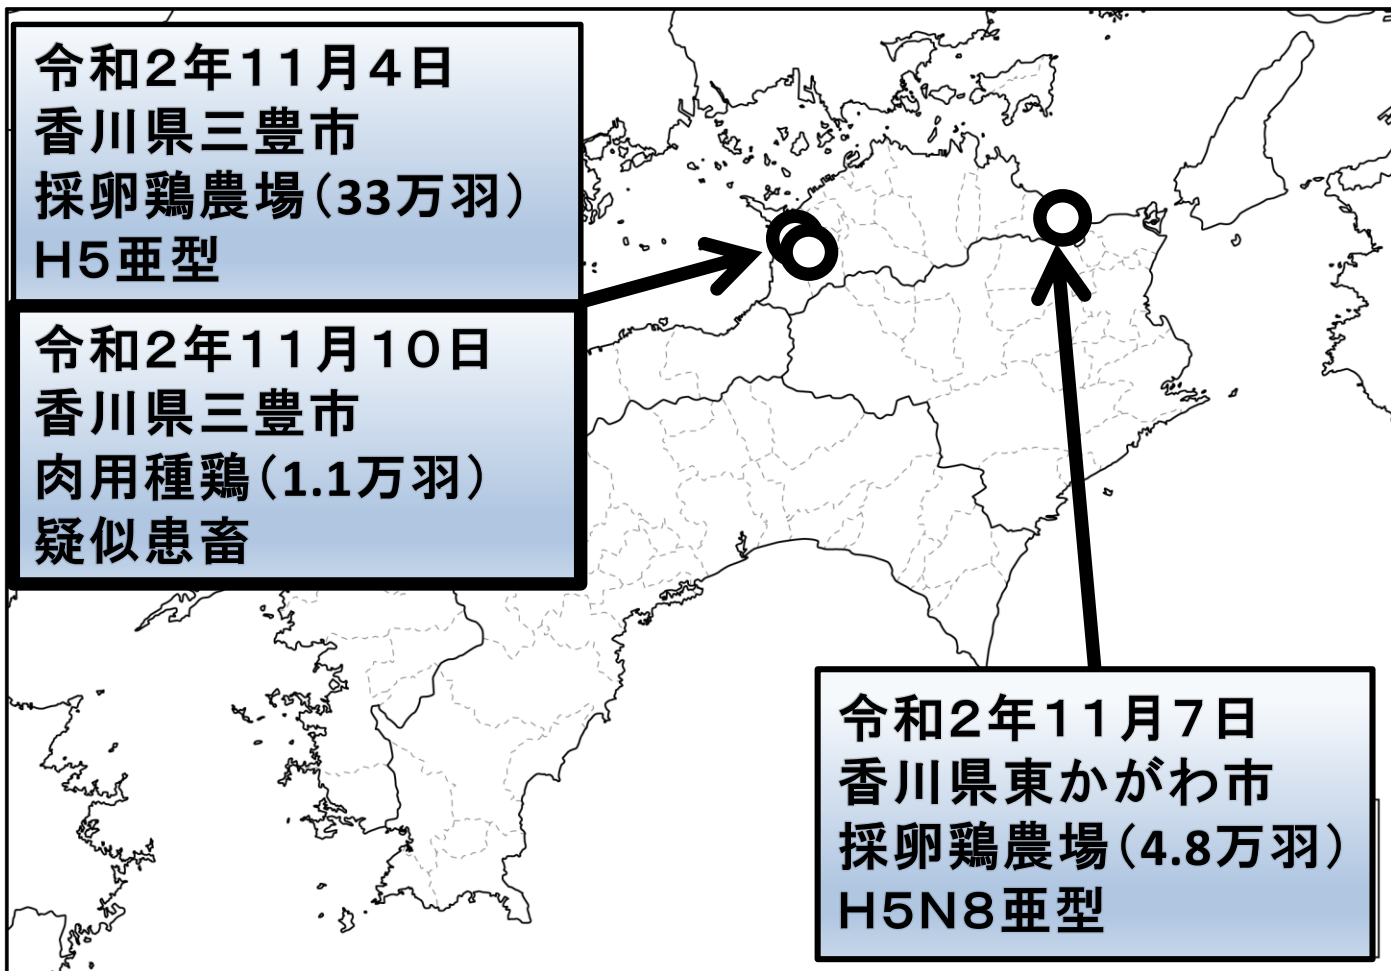 令和２年１１月４日
香川県三豊市
採卵鶏農場（33万羽）
Ｈ５亜型
令和２年１１月１０日
香川県三豊市
肉用種鶏（1.1万羽）
疑似患畜
令和２年１１月７日
香川県東かがわ市
採卵鶏農場（4.8万羽）
Ｈ５Ｎ８亜型